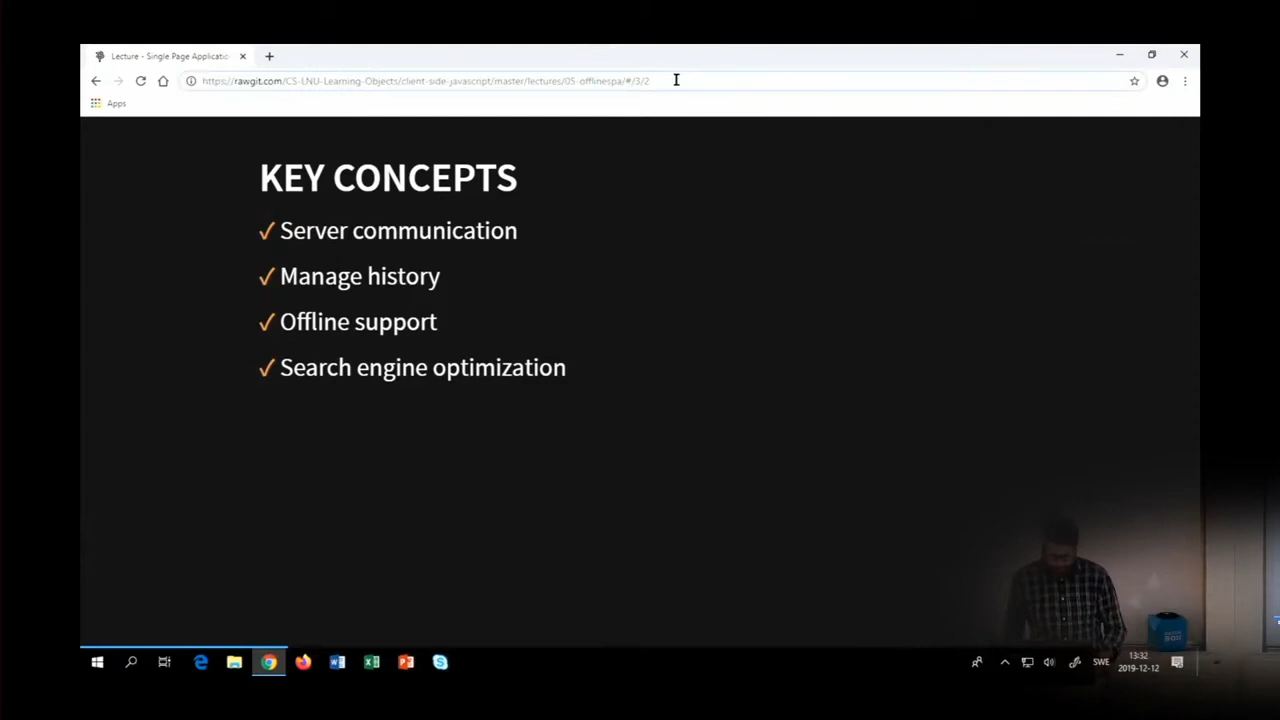 Lecture - Single Page Applicatio
https://rawgit.com/CS-LNU-Learning-Objects/client-side-javascript/master/lectures/05-offlinespa/#/3/2
Apps
KEY CONCEPTS
✓ Server communication
✓ Manage history
✓ Offline support
✓ Search engine optimization
SWE
13:32
2019-12-12